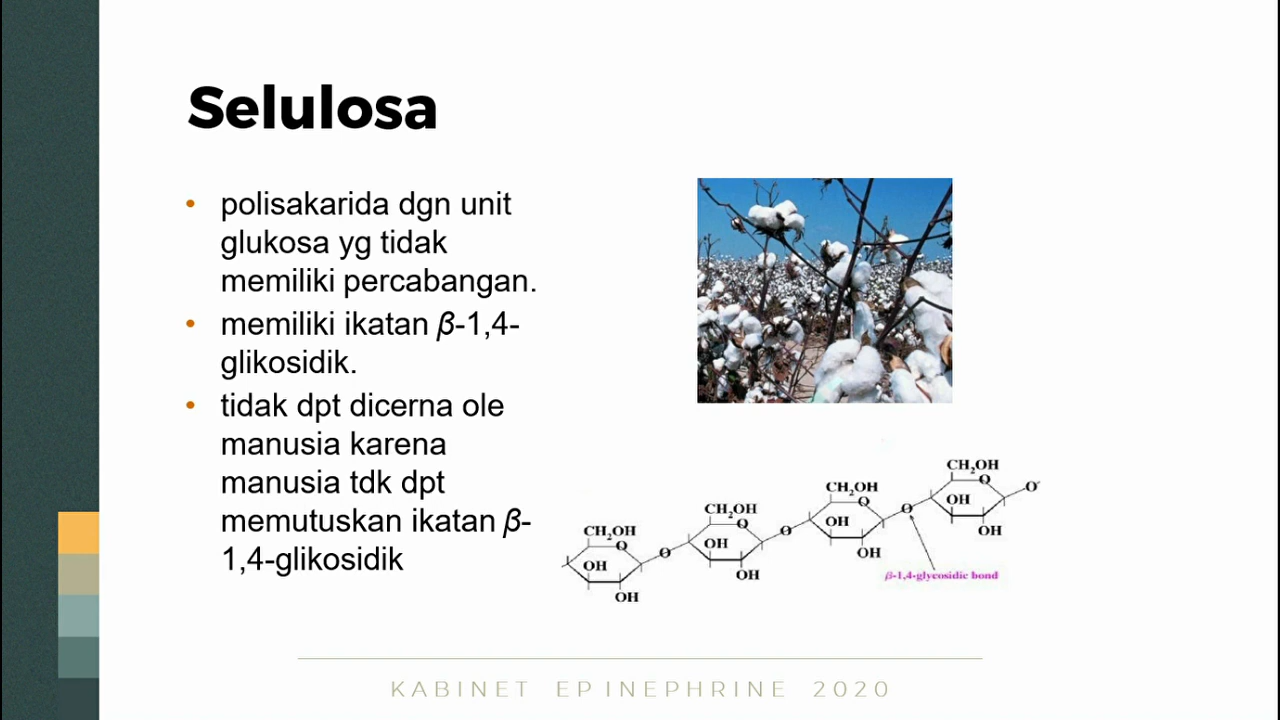 Selulosa
• polisakarida dgn unit
glukosa yg tidak
memiliki percabangan.
• memiliki ikatan β-1,4-
glikosidik.
• tidak dpt dicerna ole
manusia karena
manusia tdk dpt
memutuskan ikatan β-
1,4-glikosidik
CH₂OH
O
OH
O
OH
CH₂OH
O
OH
O
OH
CH₂OH
O
OH
O
OH
CH₂OH
O
OH
O
OH
β-1,4-glycosidic bond
KABINET EPINEPHRINE 2020